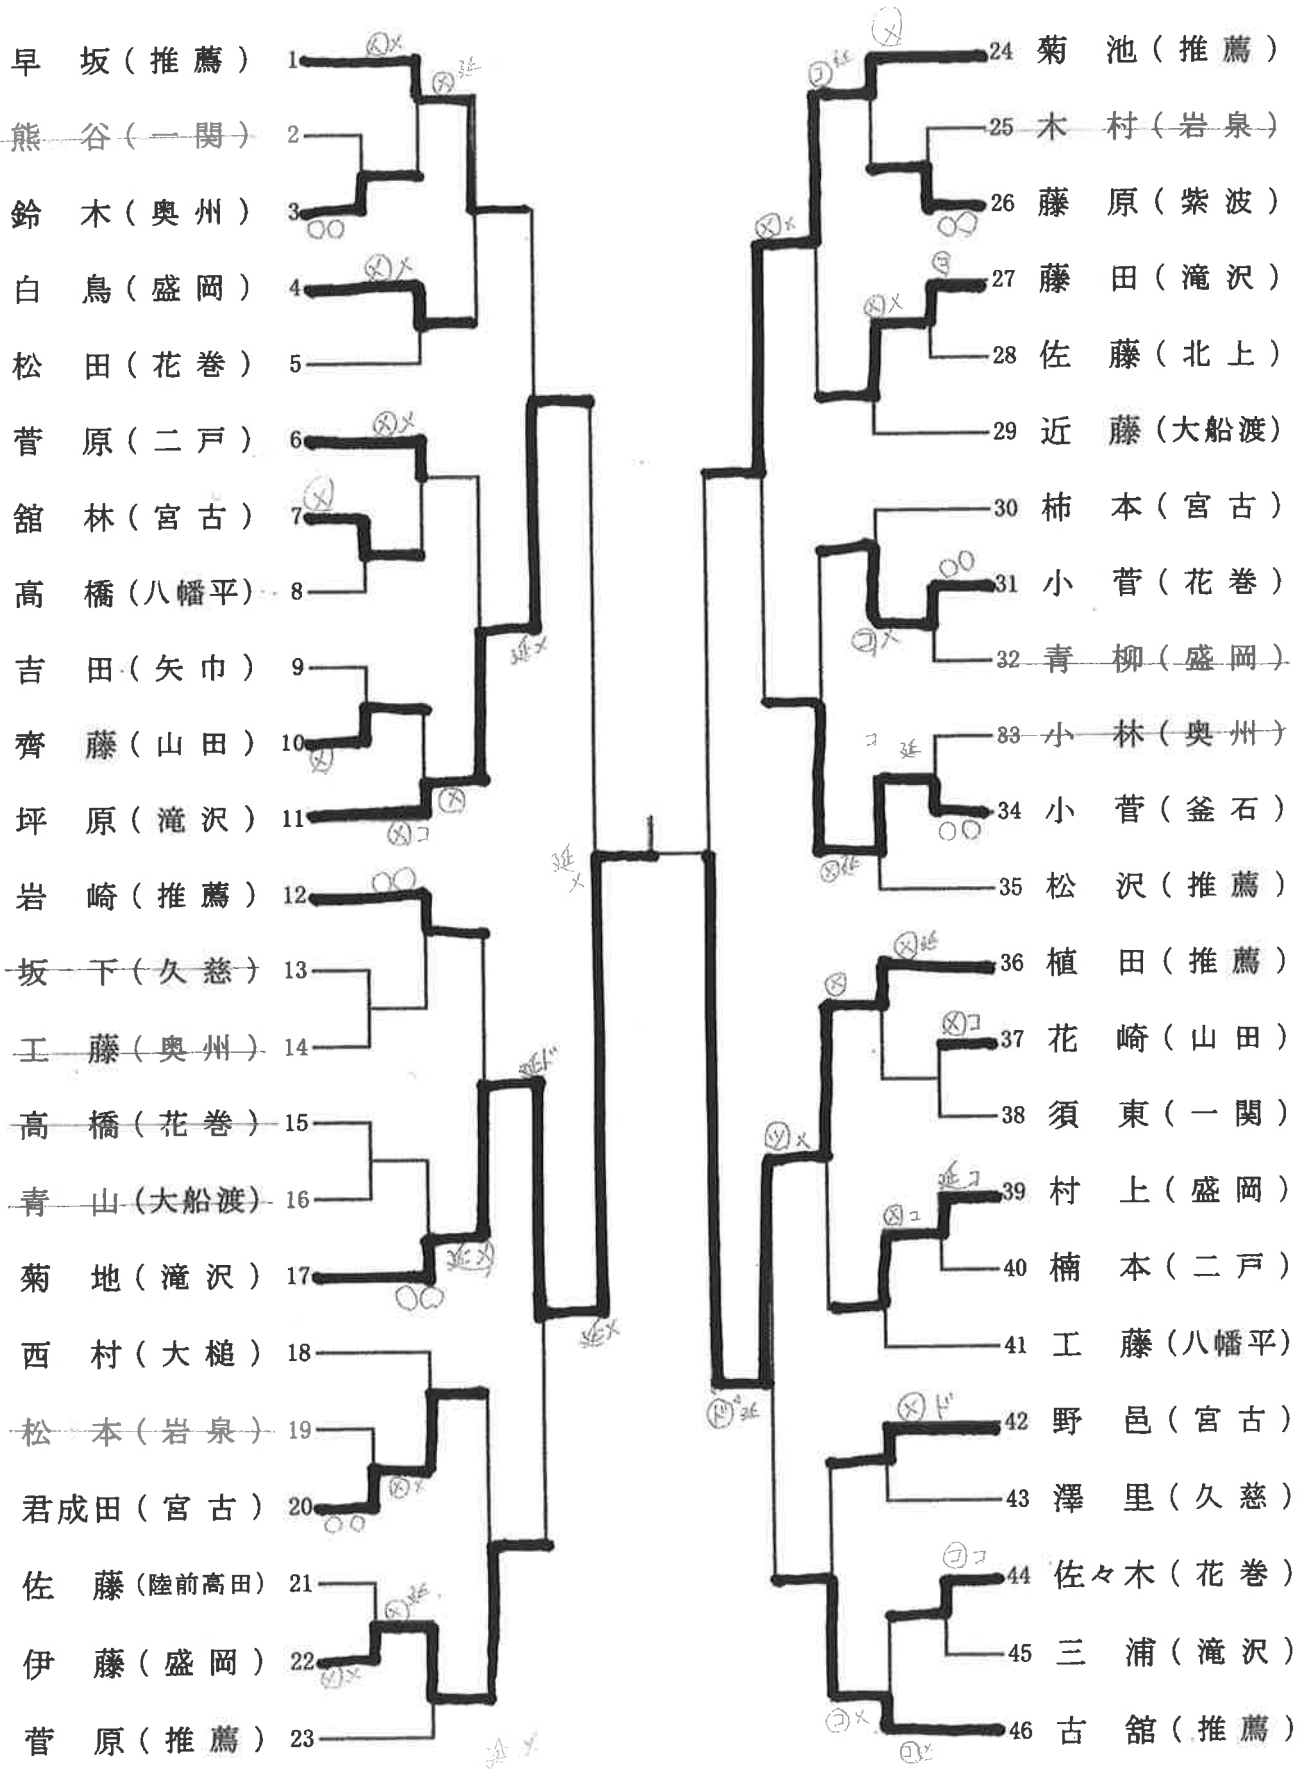 早坂(推薦) 1
熊谷(一関) 2
鈴木(奥州) 3
白鳥(盛岡) 4
松田(花巻) 5
菅原(二戸) 6
舘林(宮古) 7
高橋(八幡平) 8
吉田(矢巾) 9
齊藤(山田) 10
坪原(滝沢) 11
岩崎(推薦) 12
坂下(久慈) 13
工藤(奥州) 14
高橋(花巻) 15
青山(大船渡) 16
菊地(滝沢) 17
西村(大槌) 18
松本(岩泉) 19
君成田(宮古) 20
佐藤(陸前高田) 21
伊藤(盛岡) 22
菅原(推薦) 23
24 菊池(推薦)
25 木村(岩泉)
26 藤原(紫波)
27 藤田(滝沢)
28 佐藤(北上)
29 近藤(大船渡)
30 柿本(宮古)
31 小菅(花巻)
32 青柳(盛岡)
33 小林(奥州)
34 小菅(釜石)
35 松沢(推薦)
36 植田(推薦)
37 花崎(山田)
38 須東(一関)
39 村上(盛岡)
40 楠本(二戸)
41 工藤(八幡平)
42 野邑(宮古)
43 澤里(久慈)
44 佐々木(花巻)
45 三浦(滝沢)
46 古舘(推薦)